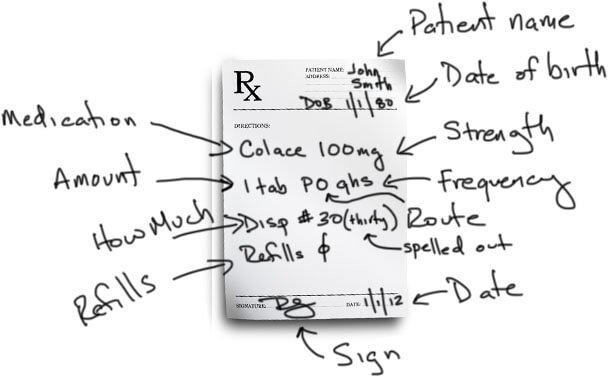 Patient name
Rx
PATIENT NAME: John
ADDRESS: Smith
Date of birth
DOB 1/1/80
Medication
DIRECTIONS:
Colace 100mg
Strength
Amount
1 tab PO qhs
Frequency
How Much
Disp # 30 (thirty)
Route
spelled out
Refills
Refills ϕ
SIGNATURE:
DATE: 1/1/12
Date
Sign